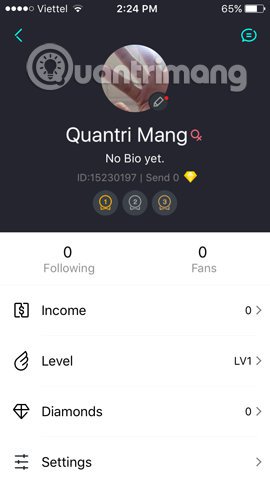 Viettel 2:24 PM 65%
Quantrimang
Quantri Mang
No Bio yet.
ID:15230197 | Send 0
1 2 3
0 0
Following Fans
Income 0
Level LV1
Diamonds 0
Settings